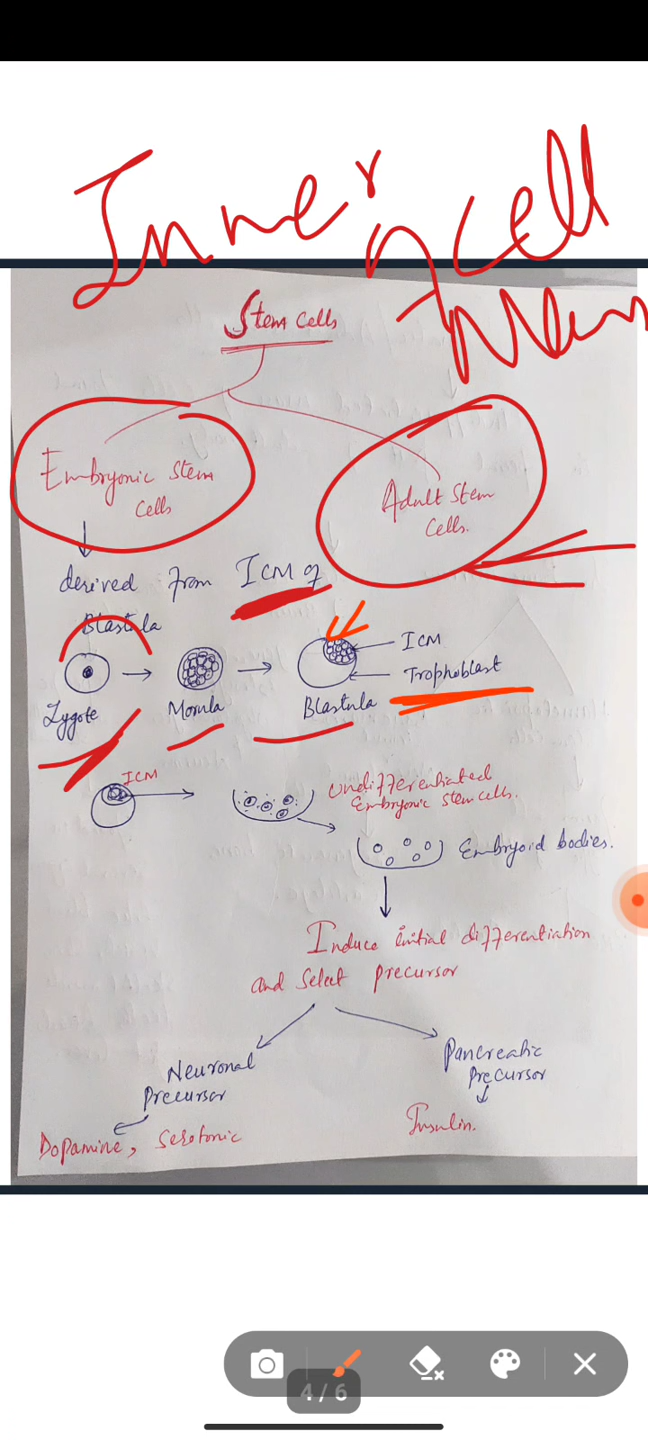 Inner cell
Stem Cells
Embryonic Stem
Cells
Adult Stem
Cells.
derived from ICM of
Blastula
ICM
Trophoblast
Zygote
Morula
Blastula
ICM
Undifferentiated
Embryonic stem cells.
Embryoid bodies.
Induce initial differentiation
and Select precursor
Neuronal
Precursor
Pancreatic
Precursor
Dopamine, Serotonic
Insulin.
4 / 6